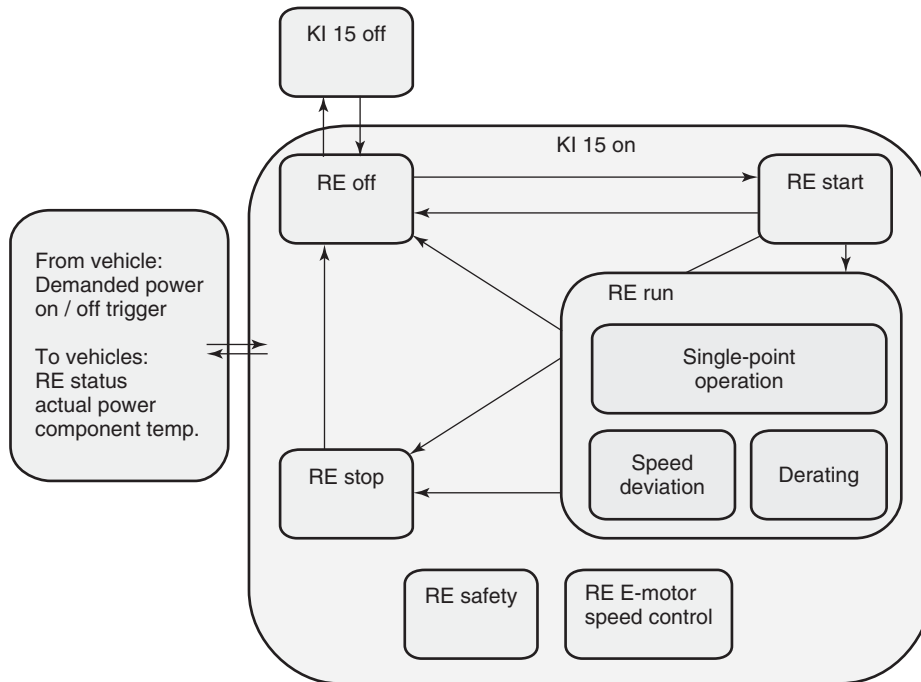 KI 15 off
KI 15 on
RE off
RE start
From vehicle:
Demanded power
on / off trigger
To vehicles:
RE status
actual power
component temp.
RE run
Single-point
operation
Speed
deviation
Derating
RE stop
RE safety
RE E-motor
speed control